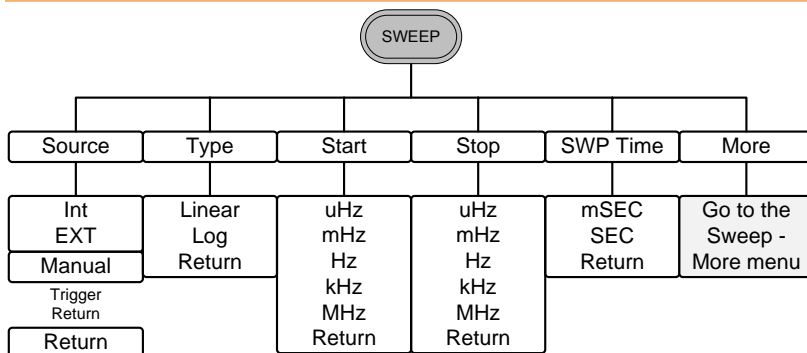 SWEEP
Source
Type
Start
Stop
SWP Time
More
Int
EXT
Manual
Trigger
Return
Return
Linear
Log
Return
uHz
mHz
Hz
kHz
MHz
Return
uHz
mHz
Hz
kHz
MHz
Return
mSEC
SEC
Return
Go to the
Sweep -
More menu